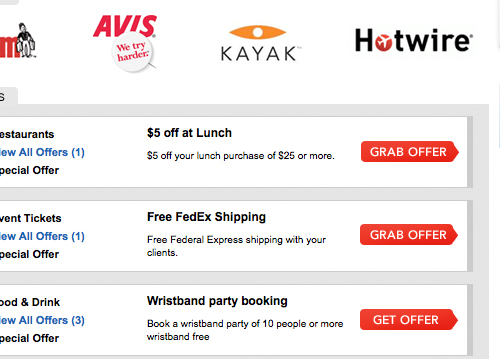 m
AVIS
We try
harder.
KAYAK
Hotwire
S
$5 off at Lunch
estaurants
iew All Offers (1)
pecial Offer
$5 off your lunch purchase of $25 or more.
GRAB OFFER
vent Tickets
iew All Offers (1)
pecial Offer
Free FedEx Shipping
Free Federal Express shipping with your
clients.
GRAB OFFER
ood & Drink
iew All Offers (3)
pecial Offer
Wristband party booking
Book a wristband party of 10 people or more
wristband free
GET OFFER